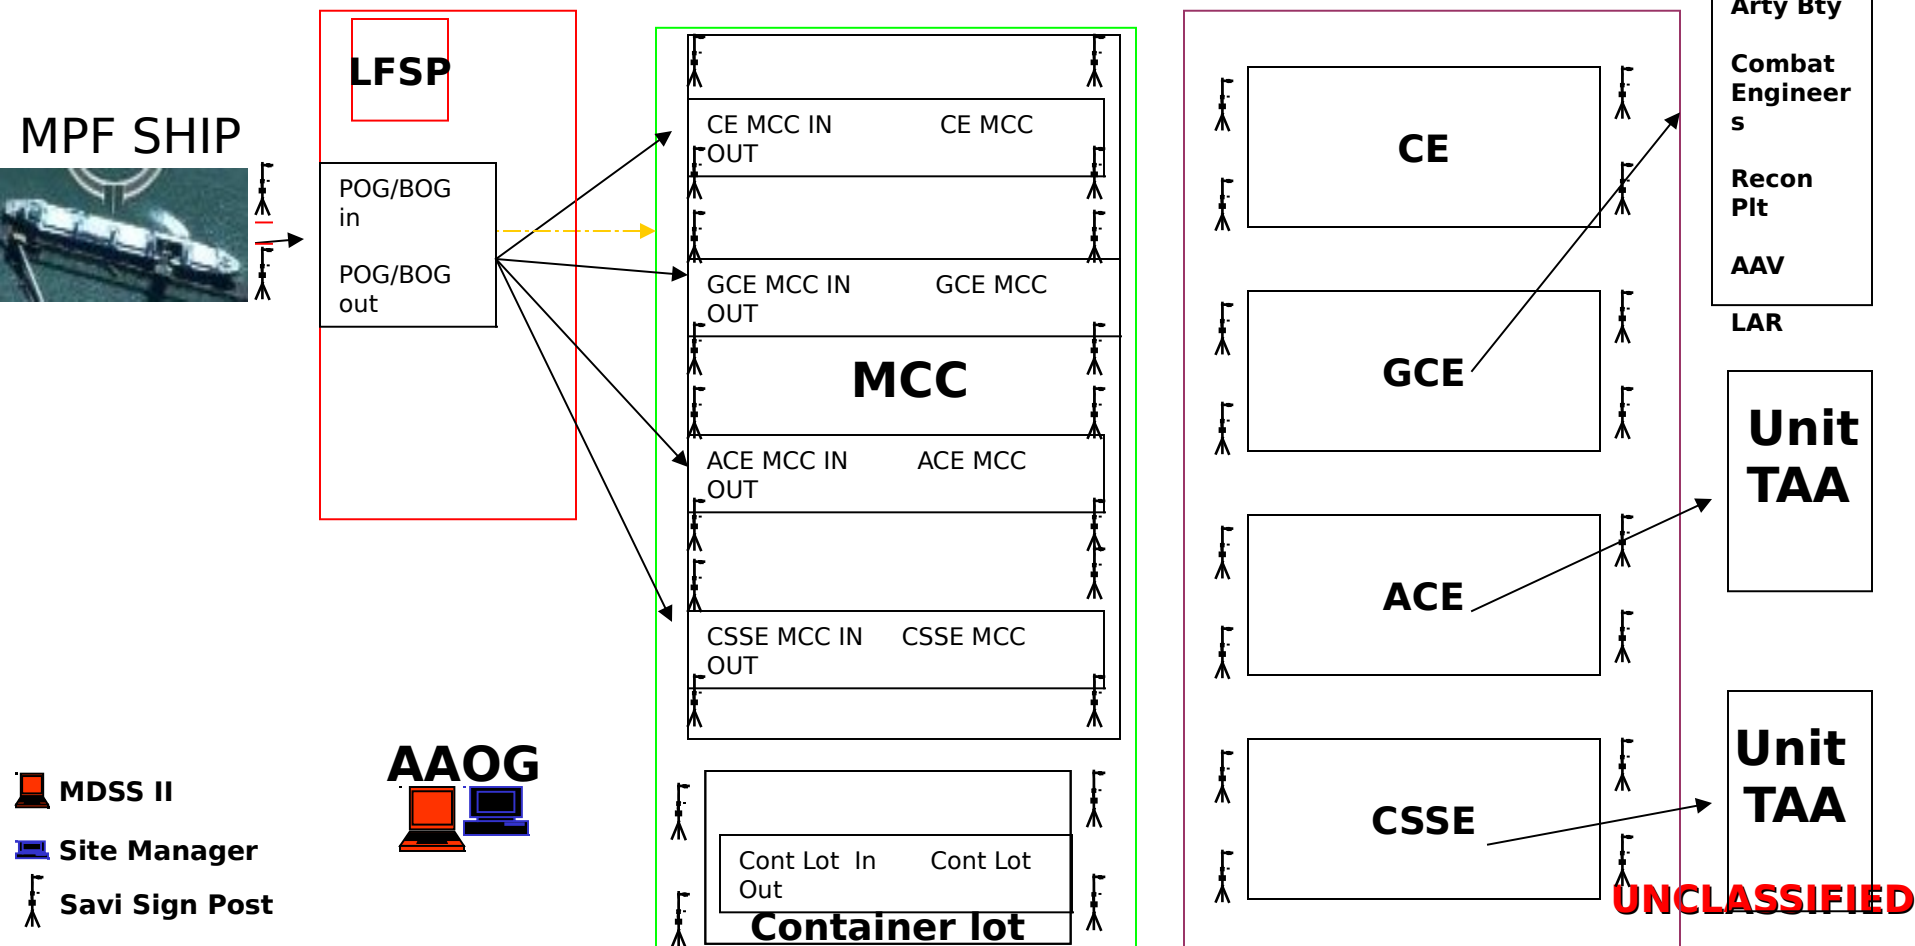 MPF SHIP
LFSP
POG/BOG
in
POG/BOG
out
CE MCC IN CE MCC
OUT
GCE MCC IN GCE MCC
OUT
MCC
ACE MCC IN ACE MCC
OUT
CSSE MCC IN CSSE MCC
OUT
Cont Lot In Cont Lot
Out
Container lot
CE
GCE
ACE
CSSE
Arty Bty
Combat
Engineer
s
Recon
Plt
AAV
LAR
Unit
TAA
Unit
TAA
AAOG
MDSS II
Site Manager
Savi Sign Post
UNCLASSIFIED